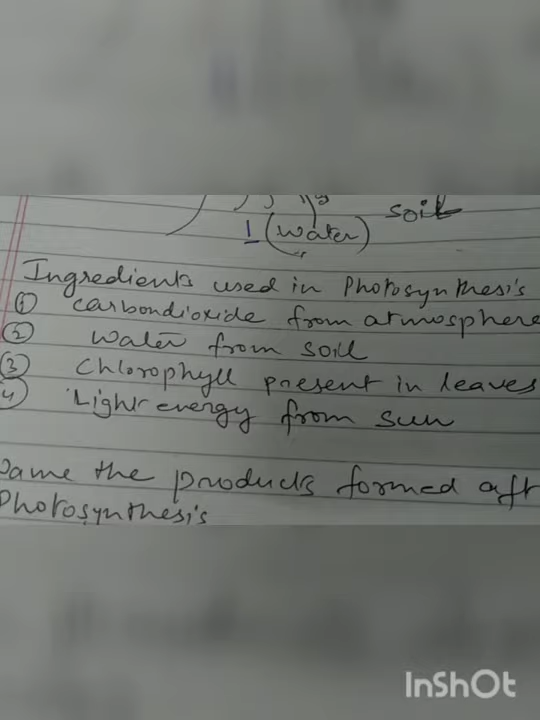 soil
1 (water)
Ingredients used in Photosynthesis
① carbondioxide from atmosphere
② water from soil
③ chlorophyll present in leaves
4 Light energy from sun
Name the products formed aft
Photosynthesis
InShOt